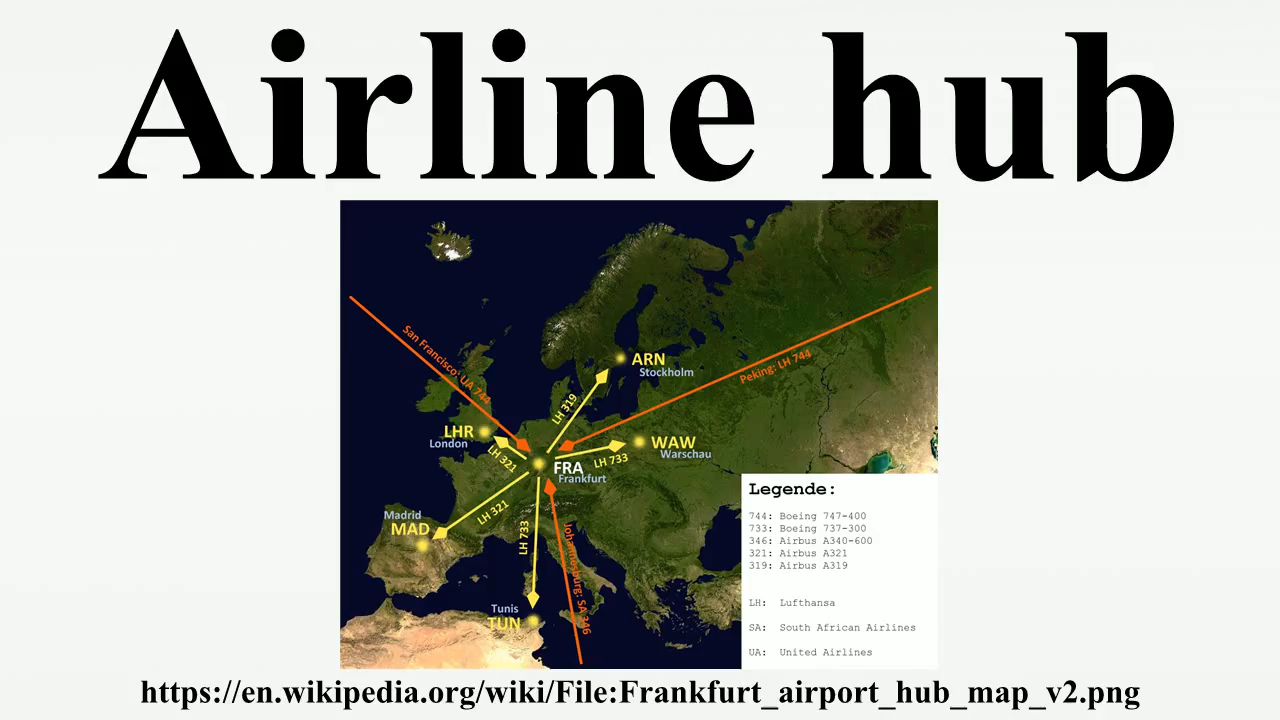 Airline hub
San Francisco: UA 744
Peking: LH 744
ARN
Stockholm
LH 319
LHR
London
LH 321
WAW
Warschau
LH 733
FRA
Frankfurt
Madrid
MAD
LH 321
LH 733
Johannesburg: SA 346
Tunis
TUN
Legende:
744: Boeing 747-400
733: Boeing 737-300
346: Airbus A340-600
321: Airbus A321
319: Airbus A319
LH: Lufthansa
SA: South African Airlines
UA: United Airlines
https://en.wikipedia.org/wiki/File:Frankfurt_airport_hub_map_v2.png